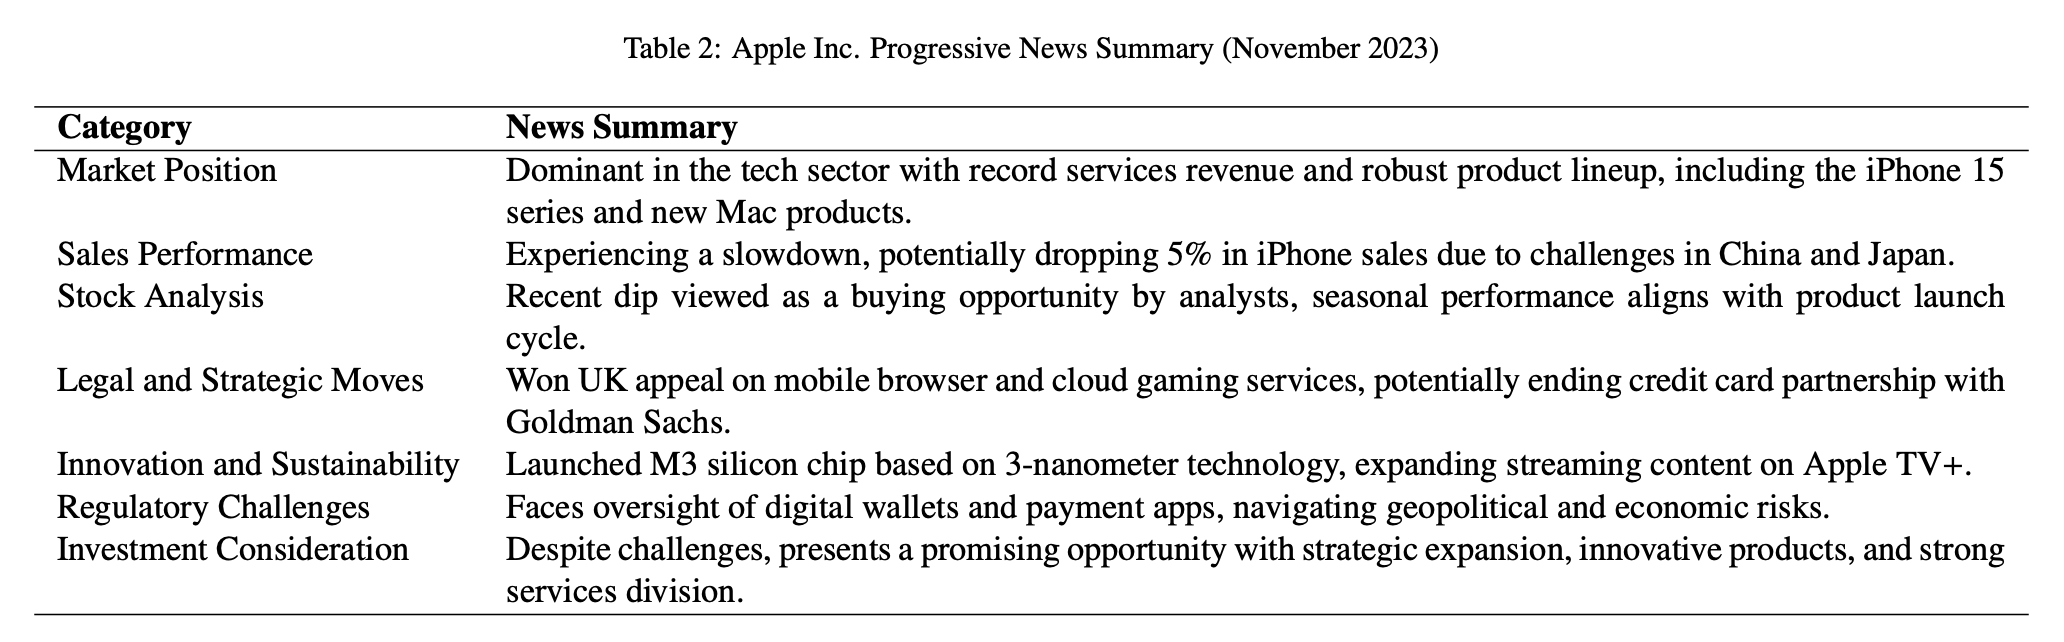 Table 2: Apple Inc. Progressive News Summary (November 2023)
Category News Summary
Market Position Dominant in the tech sector with record services revenue and robust product lineup, including the iPhone 15
series and new Mac products.
Sales Performance Experiencing a slowdown, potentially dropping 5% in iPhone sales due to challenges in China and Japan.
Stock Analysis Recent dip viewed as a buying opportunity by analysts, seasonal performance aligns with product launch
cycle.
Legal and Strategic Moves Won UK appeal on mobile browser and cloud gaming services, potentially ending credit card partnership with
Goldman Sachs.
Innovation and Sustainability Launched M3 silicon chip based on 3-nanometer technology, expanding streaming content on Apple TV+.
Regulatory Challenges Faces oversight of digital wallets and payment apps, navigating geopolitical and economic risks.
Investment Consideration Despite challenges, presents a promising opportunity with strategic expansion, innovative products, and strong
services division.